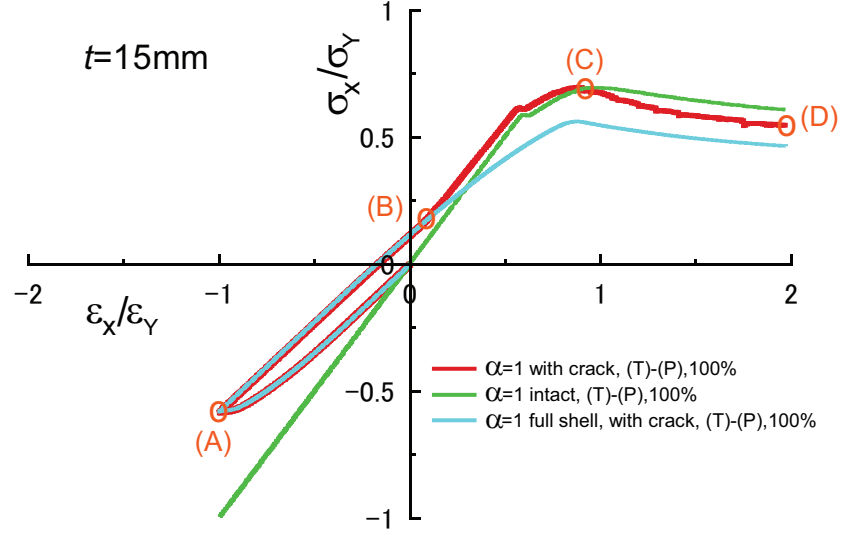 1
t=15mm
σX/σY
(C)
0.5
(D)
(B)
0
-2
-1
0
1
2
εX/εY
α=1 with crack, (T)-(P),100%
α=1 intact, (T)-(P),100%
α=1 full shell, with crack, (T)-(P),100%
-0.5
(A)
-1